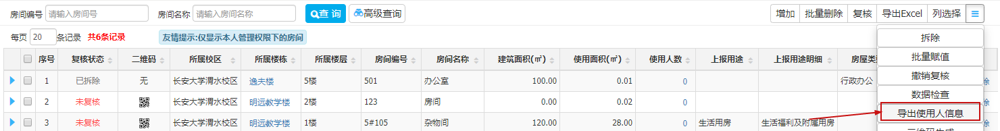 房间编号 请输入房间号 房间名称 请输入房间名称 查 询 高级查询 增加 批量删除 复核 导出Excel 列选择
每页 20 条记录 共6条记录 友情提示:仅显示本人管理权限下的房间
拆除
批量赋值
撤销复核
数据检查
导出使用人信息
序号 复核状态 二维码 所属校区 所属楼栋 所属楼层 房间编号 房间名称 建筑面积(㎡) 使用面积(㎡) 使用人数 上报用途 上报用途明细 房屋类
1 已拆除 无 长安大学渭水校区 逸夫楼 5楼 501 办公室 100.00 0.01 0 行政办公 除
2 未复核 长安大学渭水校区 明远教学楼 2楼 123 房间 0.00 0.02 0 除
3 未复核 长安大学渭水校区 明远教学楼 1楼 5#105 杂物间 120.00 28.00 0 生活用房 生活福利及附属用房 除